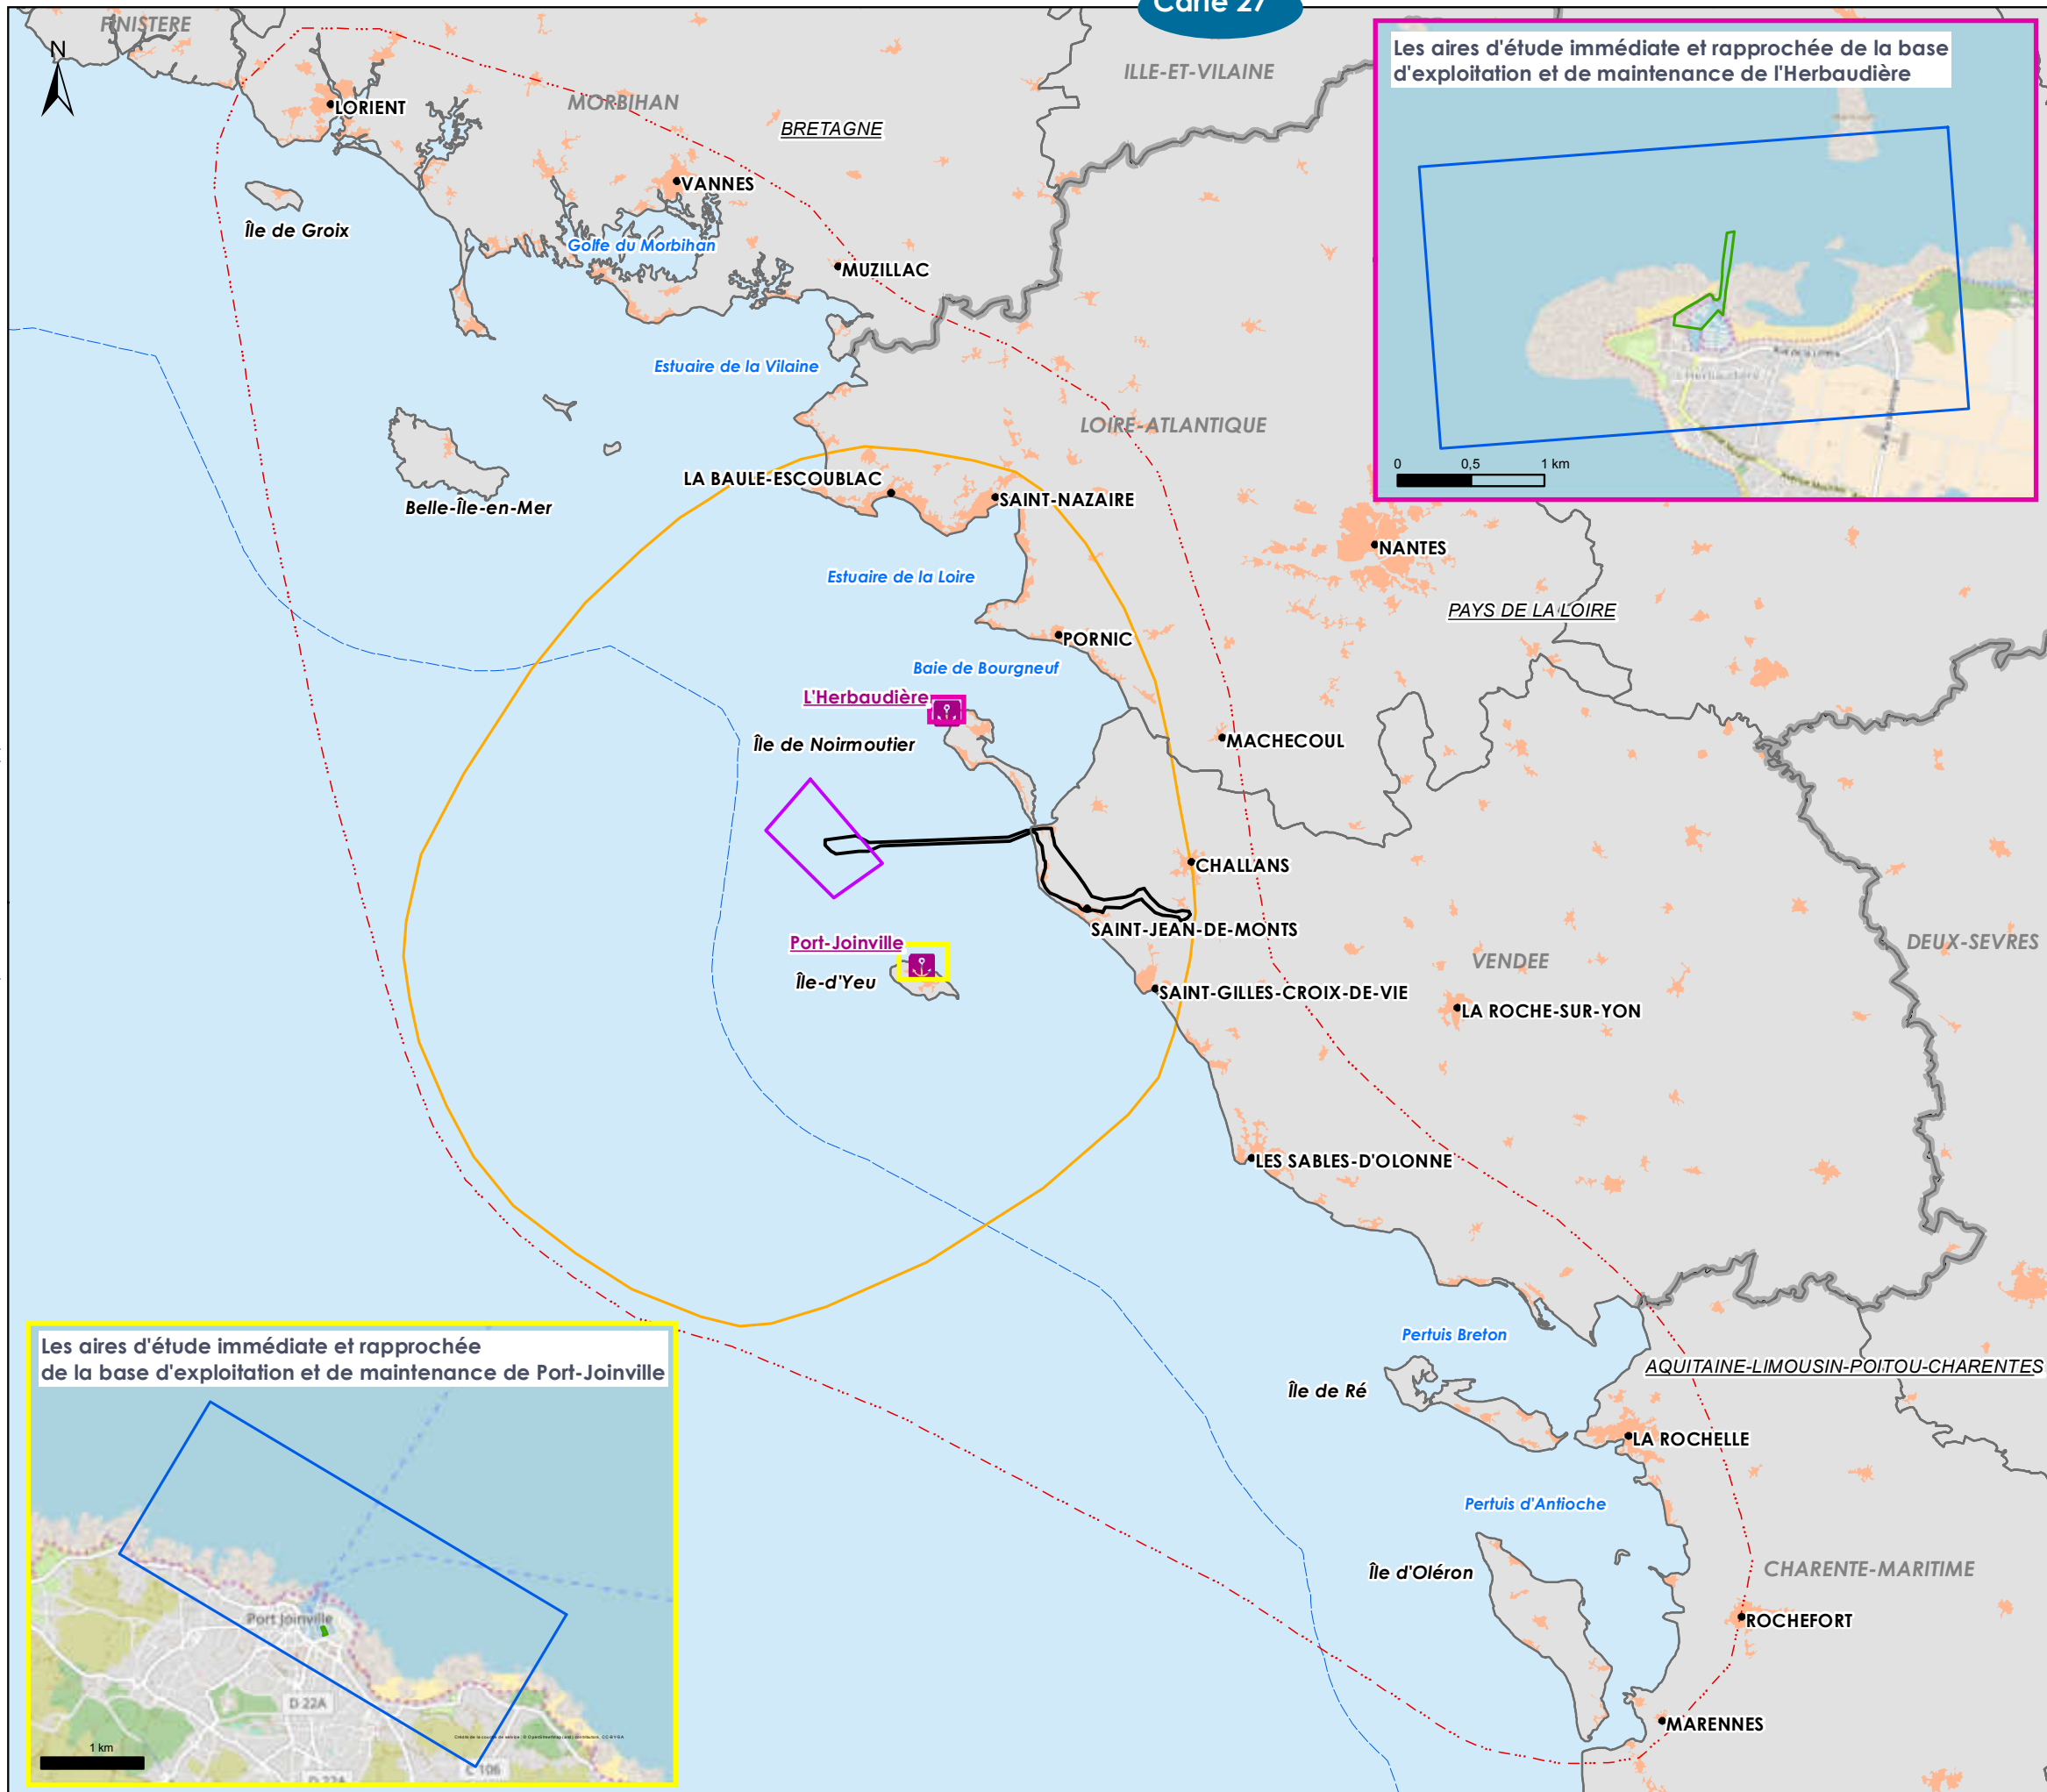 Carte 27
FINISTERE
N
ILLE-ET-VILAINE
Les aires d'étude immédiate et rapprochée de la base
d'exploitation et de maintenance de l'Herbaudière
LORIENT
MORBIHAN
BRETAGNE
VANNES
Île de Groix
Golfe du Morbihan
MUZILLAC
Estuaire de la Vilaine
LOIRE-ATLANTIQUE
0
0,5
1 km
LA BAULE-ESCOUBLAC
SAINT-NAZAIRE
Belle-Île-en-Mer
NANTES
Estuaire de la Loire
PAYS DE LA LOIRE
PORNIC
Baie de Bourgneuf
L'Herbaudière
Île de Noirmoutier
MACHECOUL
CHALLANS
SAINT-JEAN-DE-MONTS
Port-Joinville
DEUX-SEVRES
VENDEE
Île-d'Yeu
SAINT-GILLES-CROIX-DE-VIE
LA ROCHE-SUR-YON
LES SABLES-D'OLONNE
Pertuis Breton
Les aires d'étude immédiate et rapprochée
de la base d'exploitation et de maintenance de Port-Joinville
AQUITAINE-LIMOUSIN-POITOU-CHARENTES
Île de Ré
LA ROCHELLE
Pertuis d'Antioche
Île d'Oléron
CHARENTE-MARITIME
Port Joinville
ROCHEFORT
D 22A
MARENNES
1 km
C 106
D 22A